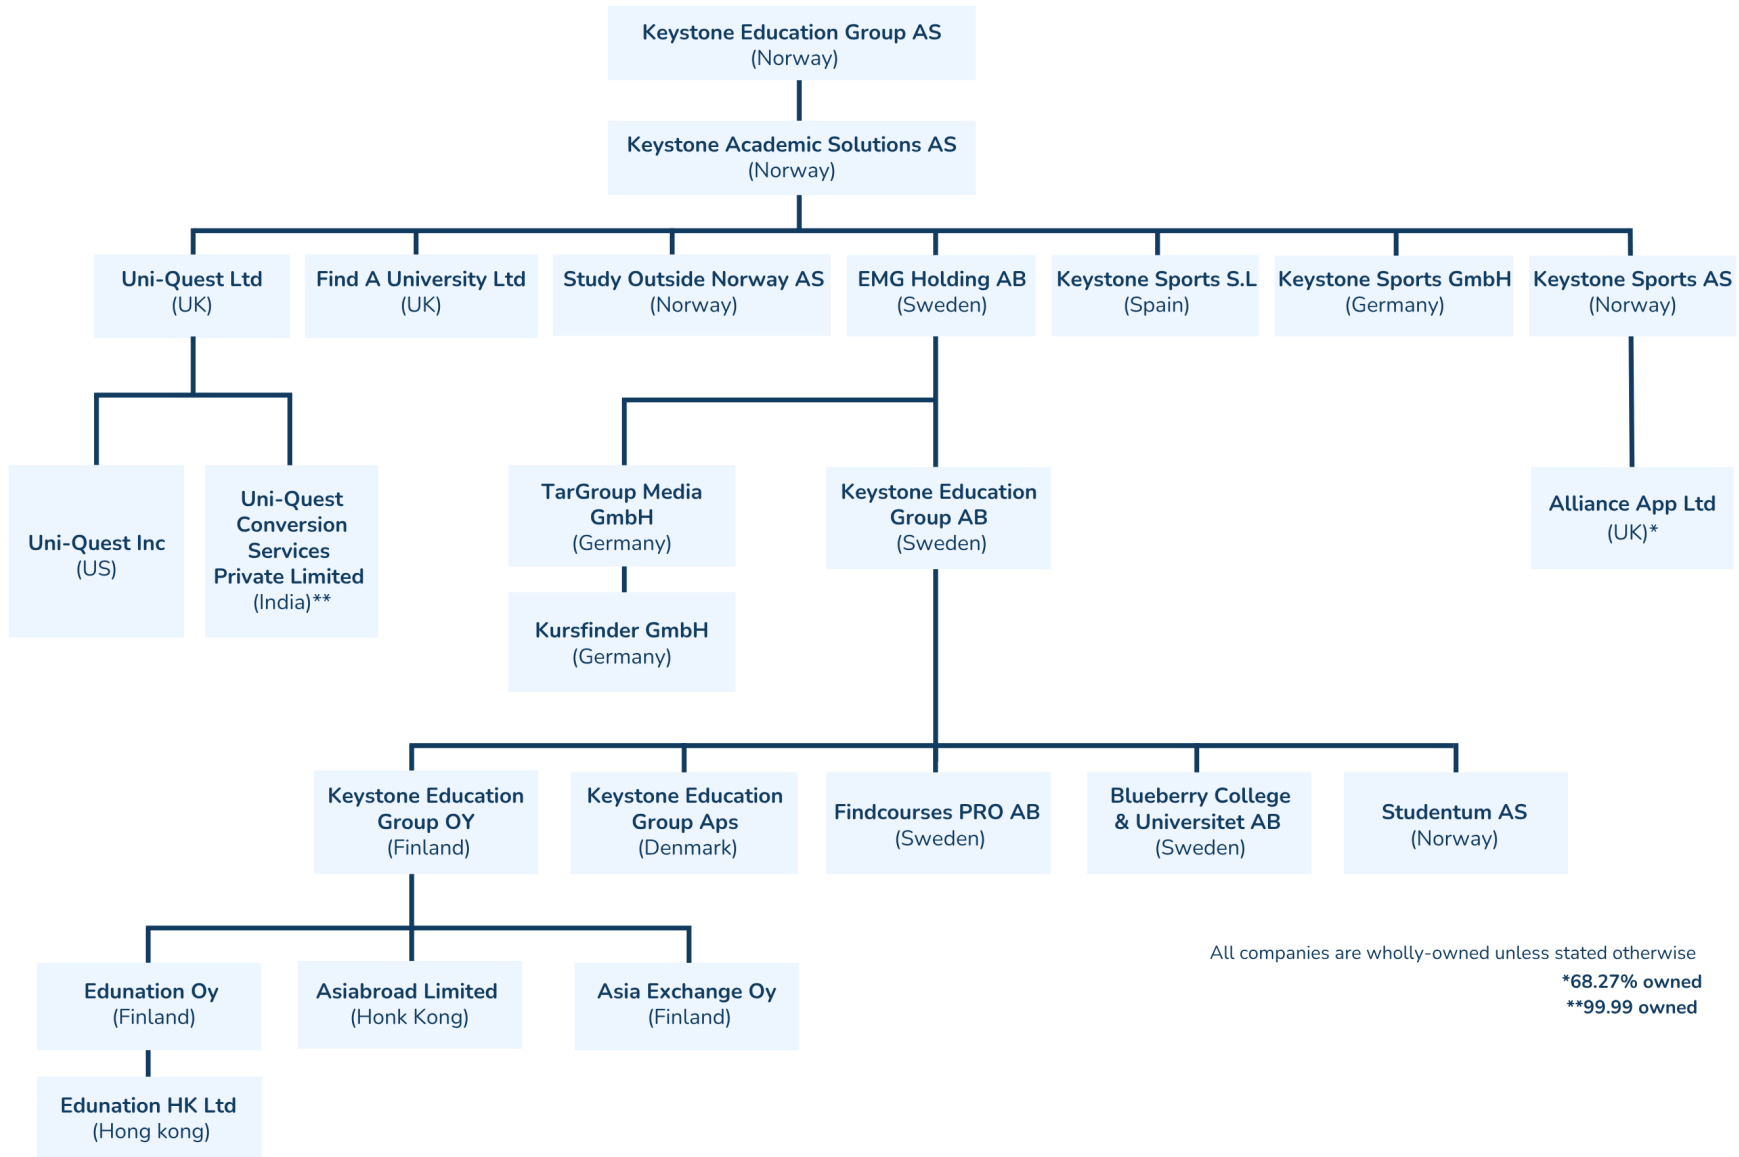 Keystone Education Group AS
(Norway)
Keystone Academic Solutions AS
(Norway)
Uni-Quest Ltd
(UK)
Find A University Ltd
(UK)
Study Outside Norway AS
(Norway)
EMG Holding AB
(Sweden)
Keystone Sports S.L
(Spain)
Keystone Sports GmbH
(Germany)
Keystone Sports AS
(Norway)
Uni-Quest Inc
(US)
Uni-Quest
Conversion
Services
Private Limited
(India)**
TarGroup Media
GmbH
(Germany)
Keystone Education
Group AB
(Sweden)
Alliance App Ltd
(UK)*
Kursfinder GmbH
(Germany)
Keystone Education
Group OY
(Finland)
Keystone Education
Group Aps
(Denmark)
Findcourses PRO AB
(Sweden)
Blueberry College
& Universitet AB
(Sweden)
Studentum AS
(Norway)
Edunation Oy
(Finland)
Asiabroad Limited
(Honk Kong)
Asia Exchange Oy
(Finland)
Edunation HK Ltd
(Hong kong)
All companies are wholly-owned unless stated otherwise
*68.27% owned
**99.99 owned